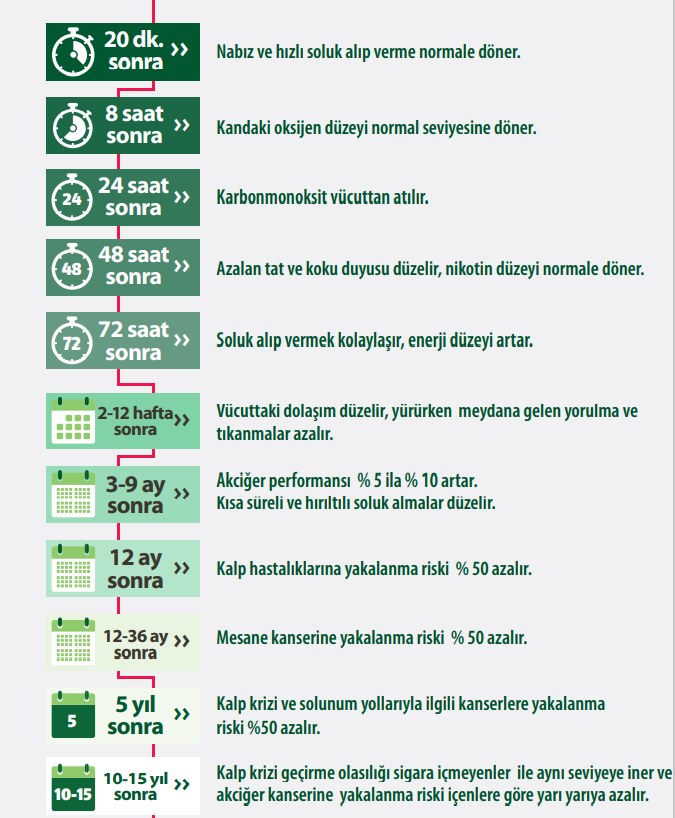 20 dk.
sonra
Nabız ve hızlı soluk alıp verme normale döner.
8 saat
sonra
Kandaki oksijen düzeyi normal seviyesine döner.
24
24 saat
sonra
Karbonmonoksit vücuttan atılır.
48
48 saat
sonra
Azalan tat ve koku duyusu düzelir, nikotin düzeyi normale döner.
72
72 saat
sonra
Soluk alıp vermek kolaylaşır, enerji düzeyi artar.
2-12 hafta
sonra
Vücuttaki dolaşım düzelir, yürürken meydana gelen yorulma ve
tıkanmalar azalır.
3-9 ay
sonra
Akciğer performansı % 5 ila % 10 artar.
Kısa süreli ve hırıltılı soluk almalar düzelir.
12 ay
sonra
Kalp hastalıklarına yakalanma riski % 50 azalır.
12-36 ay
sonra
Mesane kanserine yakalanma riski % 50 azalır.
5
5 yıl
sonra
Kalp krizi ve solunum yollarıyla ilgili kanserlere yakalanma
riski %50 azalır.
10-15
10-15 yıl
sonra
Kalp krizi geçirme olasılığı sigara içmeyenler ile aynı seviyeye iner ve
akciğer kanserine yakalanma riski içenlere göre yarı yarıya azalır.